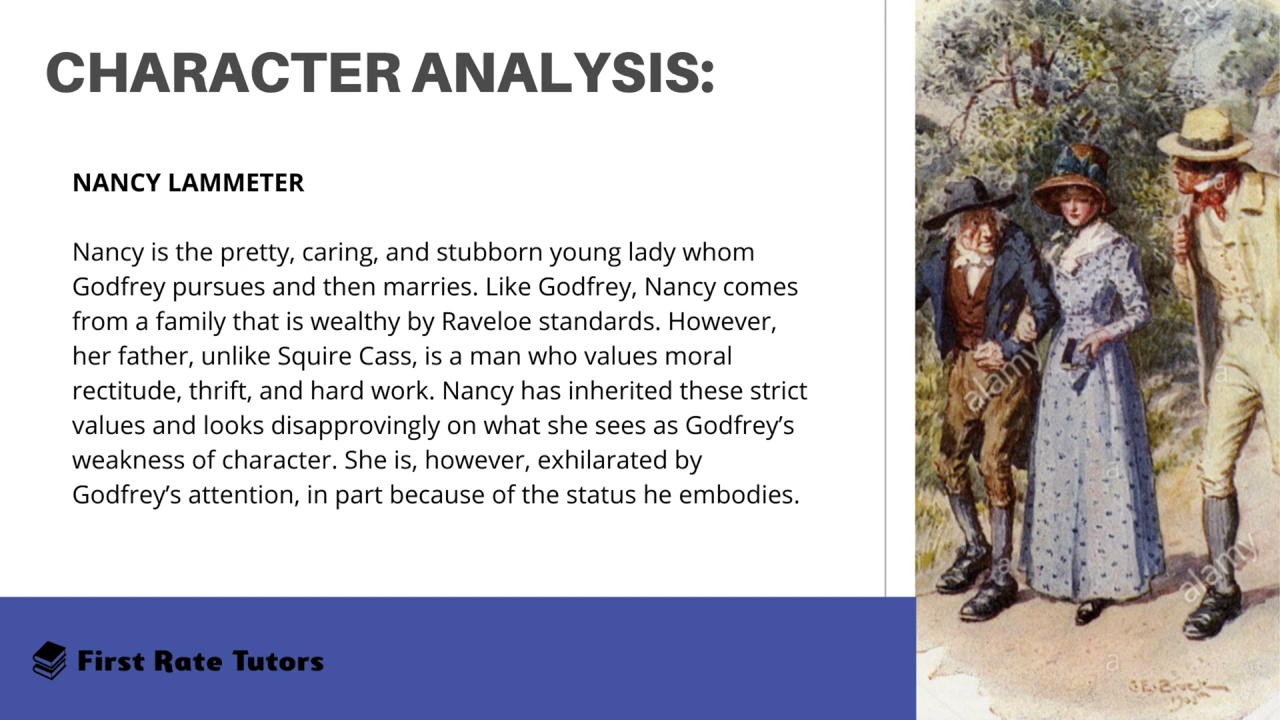 CHARACTER ANALYSIS:
NANCY LAMMETER
Nancy is the pretty, caring, and stubborn young lady whom
Godfrey pursues and then marries. Like Godfrey, Nancy comes
from a family that is wealthy by Raveloe standards. However,
her father, unlike Squire Cass, is a man who values moral
rectitude, thrift, and hard work. Nancy has inherited these strict
values and looks disapprovingly on what she sees as Godfrey’s
weakness of character. She is, however, exhilarated by
Godfrey’s attention, in part because of the status he embodies.
First Rate Tutors
alamy
alamy
a
a
a
a
a